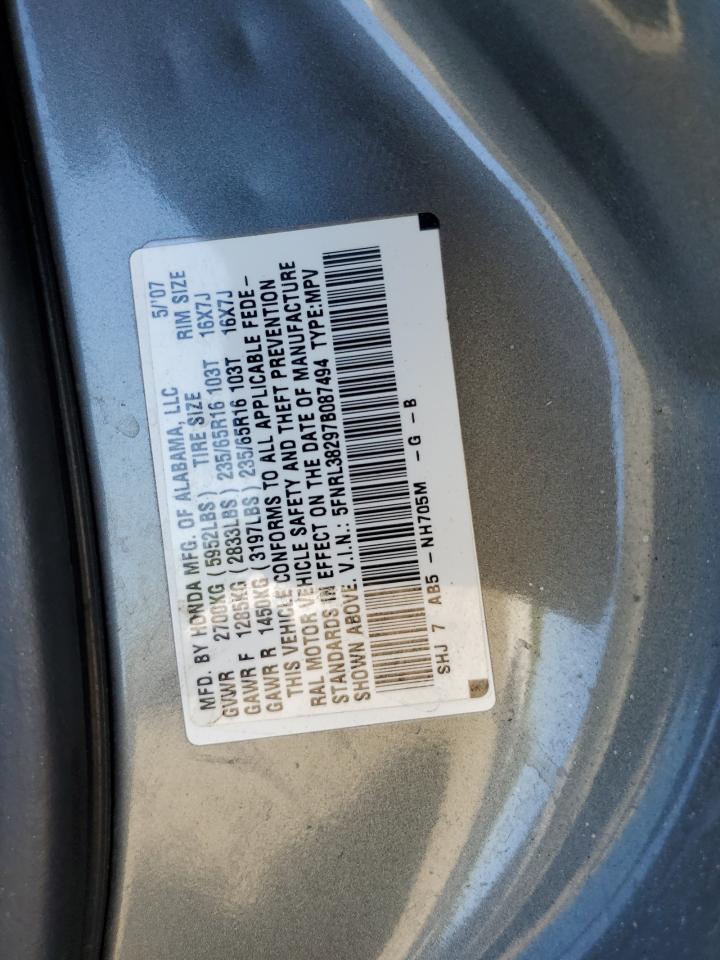 MFD. BY HONDA MFG. OF ALABAMA, LLC 5/'07
GVWR 2700KG (5952LBS) TIRE SIZE RIM SIZE
GAWR F 1285KG (2833LBS) 235/65R16 103T 16X7J
GAWR R 1450KG (3197LBS) 235/65R16 103T 16X7J
THIS VEHICLE CONFORMS TO ALL APPLICABLE FEDE-
RAL MOTOR VEHICLE SAFETY AND THEFT PREVENTION
STANDARDS IN EFFECT ON THE DATE OF MANUFACTURE
SHOWN ABOVE. V.I.N.: 5FNRL38297B087494 TYPE:MPV
SHJ 7 AB5 - NH705M - G - B